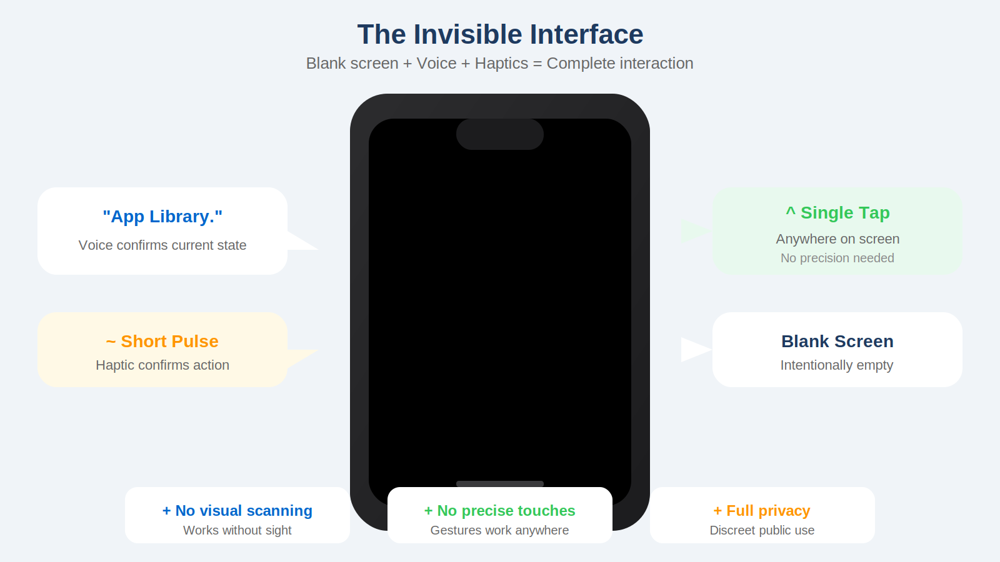 The Invisible Interface
Blank screen + Voice + Haptics = Complete interaction
"App Library."
Voice confirms current state
^ Single Tap
Anywhere on screen
No precision needed
~ Short Pulse
Haptic confirms action
Blank Screen
Intentionally empty
+ No visual scanning
Works without sight
+ No precise touches
Gestures work anywhere
+ Full privacy
Discreet public use